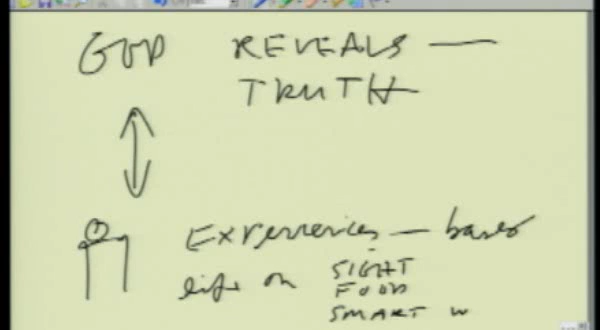 GOD REVEALS —
TRUTH
Experiences — bases
life on SIGHT
FOOD
SMART W